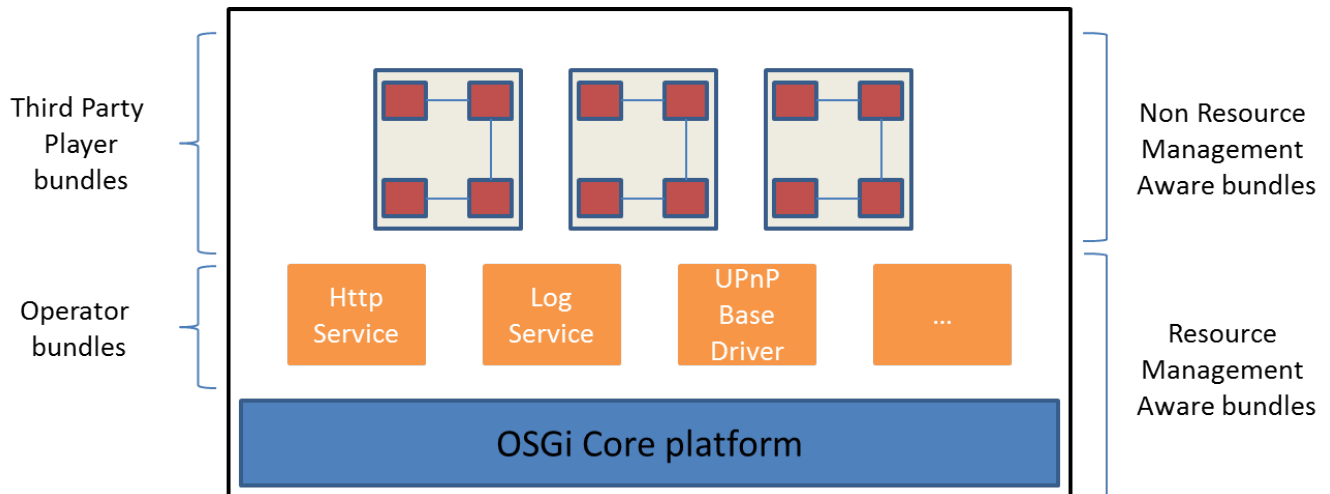 Third Party
Player
bundles
Non Resource
Management
Aware bundles
Operator
bundles
Http
Service
Log
Service
UPnP
Base
Driver
...
Resource
Management
Aware bundles
OSGi Core platform